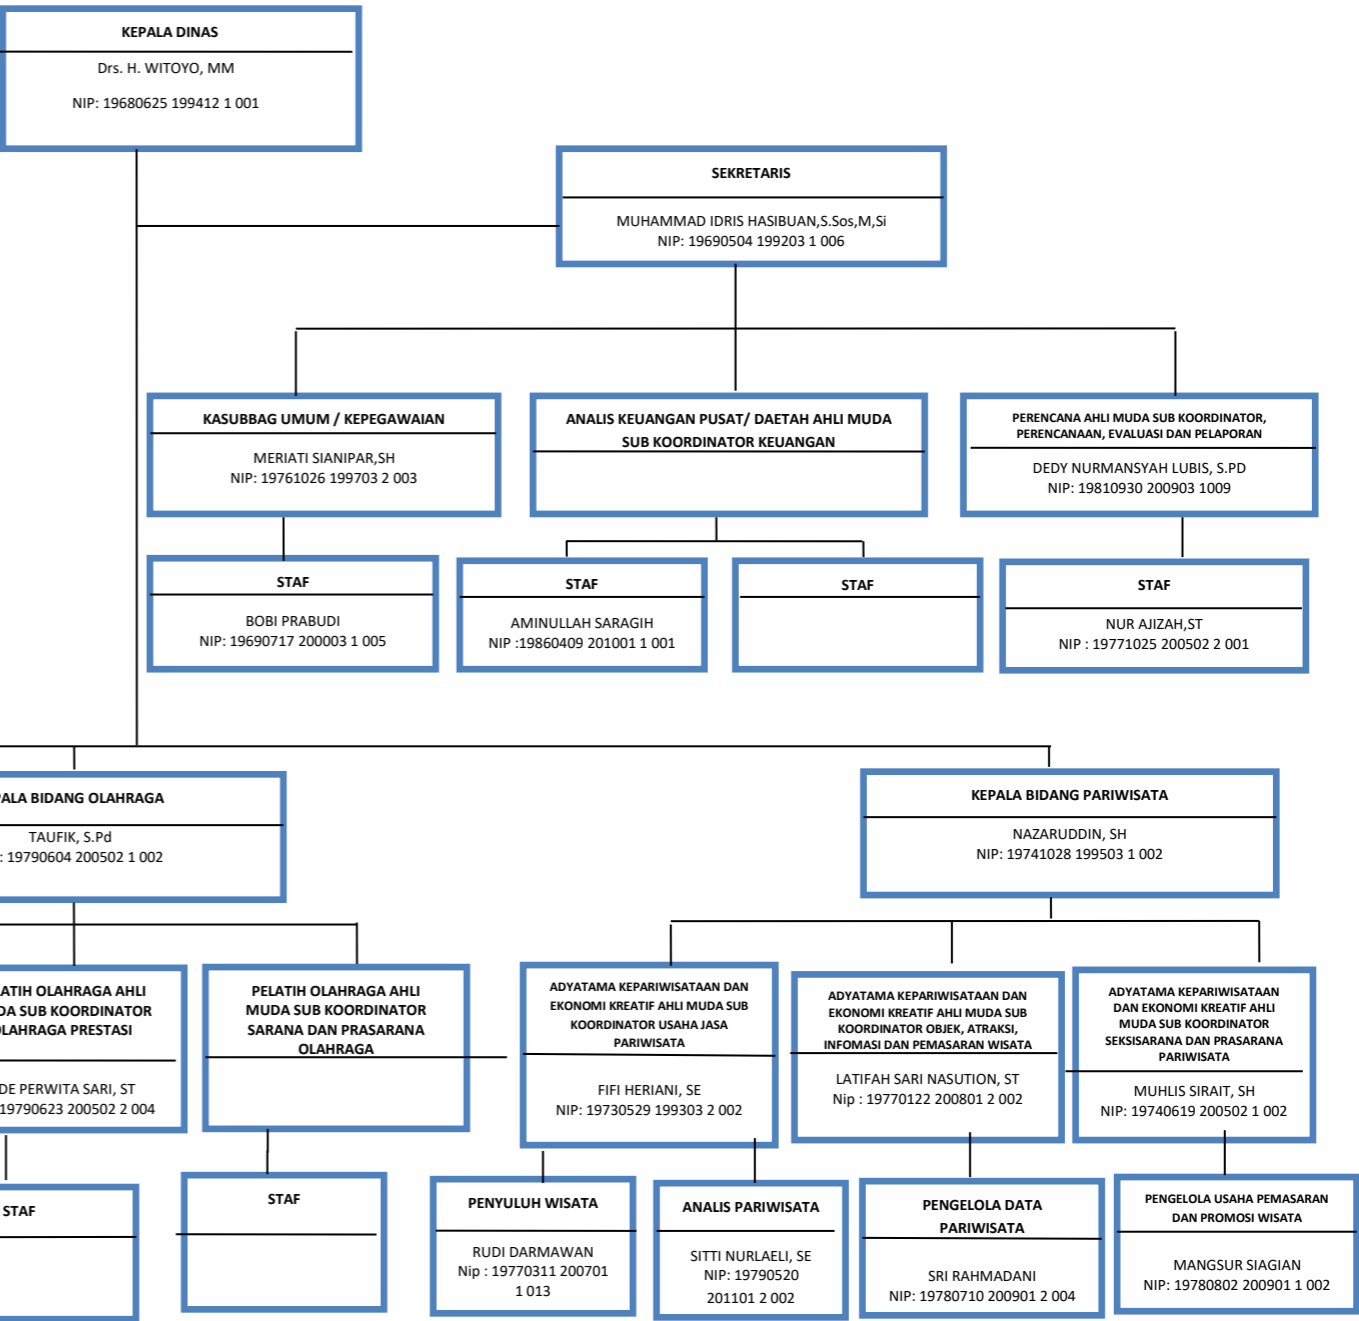 KEPALA DINAS
Drs. H. WITOYO, MM
NIP: 19680625 199412 1 001
SEKRETARIS
MUHAMMAD IDRIS HASIBUAN,S.Sos,M,Si
NIP: 19690504 199203 1 006
KASUBBAG UMUM / KEPEGAWAIAN
MERIATI SIANIPAR,SH
NIP: 19761026 199703 2 003
ANALIS KEUANGAN PUSAT/ DAETAH AHLI MUDA
SUB KOORDINATOR KEUANGAN
PERENCANA AHLI MUDA SUB KOORDINATOR,
PERENCANAAN, EVALUASI DAN PELAPORAN
DEDY NURMANSYAH LUBIS, S.PD
NIP: 19810930 200903 1009
STAF
BOBI PRABUDI
NIP: 19690717 200003 1 005
STAF
AMINULLAH SARAGIH
NIP :19860409 201001 1 001
STAF
STAF
NUR AJIZAH,ST
NIP : 19771025 200502 2 001
PALA BIDANG OLAHRAGA
TAUFIK, S.Pd
: 19790604 200502 1 002
KEPALA BIDANG PARIWISATA
NAZARUDDIN, SH
NIP: 19741028 199503 1 002
ATIH OLAHRAGA AHLI
DA SUB KOORDINATOR
LAHRAGA PRESTASI
DE PERWITA SARI, ST
19790623 200502 2 004
PELATIH OLAHRAGA AHLI
MUDA SUB KOORDINATOR
SARANA DAN PRASARANA
OLAHRAGA
ADYATAMA KEPARIWISATAAN DAN
EKONOMI KREATIF AHLI MUDA SUB
KOORDINATOR USAHA JASA
PARIWISATA
FIFI HERIANI, SE
NIP: 19730529 199303 2 002
ADYATAMA KEPARIWISATAAN DAN
EKONOMI KREATIF AHLI MUDA SUB
KOORDINATOR OBJEK, ATRAKSI,
INFOMASI DAN PEMASARAN WISATA
LATIFAH SARI NASUTION, ST
Nip : 19770122 200801 2 002
ADYATAMA KEPARIWISATAAN
DAN EKONOMI KREATIF AHLI
MUDA SUB KOORDINATOR
SEKSISARANA DAN PRASARANA
PARIWISATA
MUHLIS SIRAIT, SH
NIP: 19740619 200502 1 002
STAF
STAF
PENYULUH WISATA
RUDI DARMAWAN
Nip : 19770311 200701
1 013
ANALIS PARIWISATA
SITTI NURLAELI, SE
NIP: 19790520
201101 2 002
PENGELOLA DATA
PARIWISATA
SRI RAHMADANI
NIP: 19780710 200901 2 004
PENGELOLA USAHA PEMASARAN
DAN PROMOSI WISATA
MANGSUR SIAGIAN
NIP: 19780802 200901 1 002